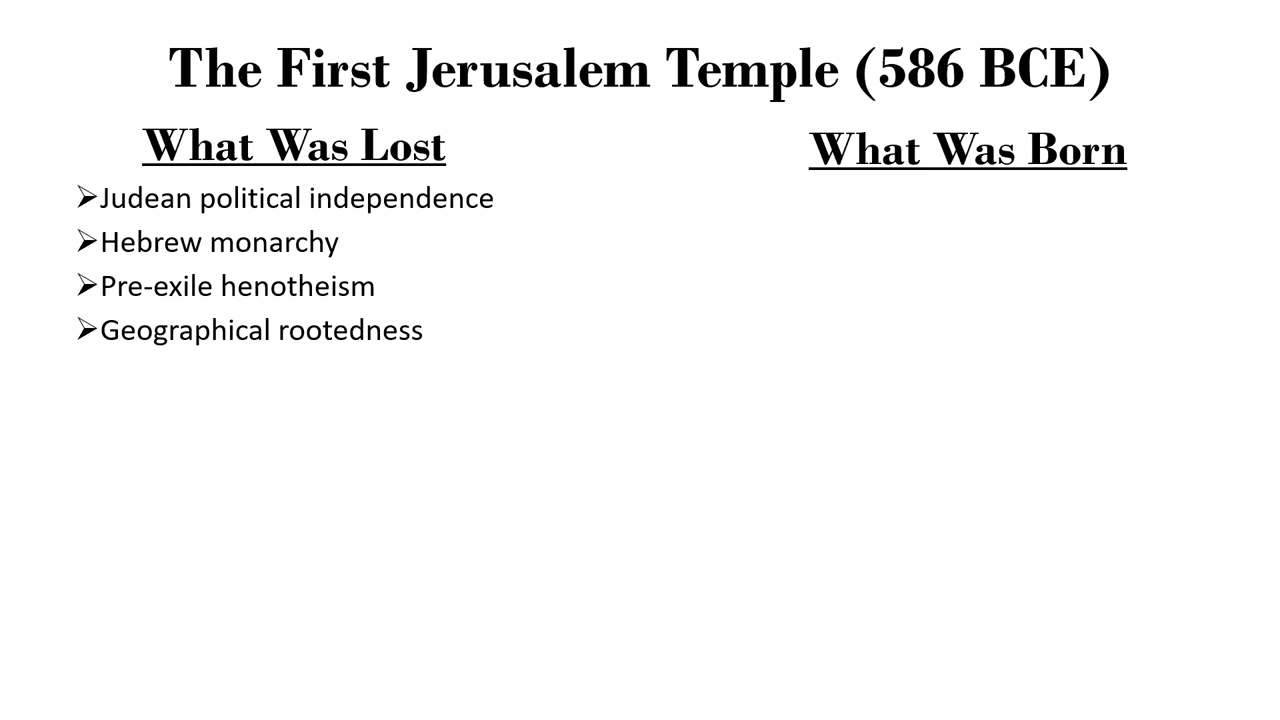 The First Jerusalem Temple (586 BCE)
What Was Lost
➢Judean political independence
➢Hebrew monarchy
➢Pre-exile henotheism
➢Geographical rootedness
What Was Born